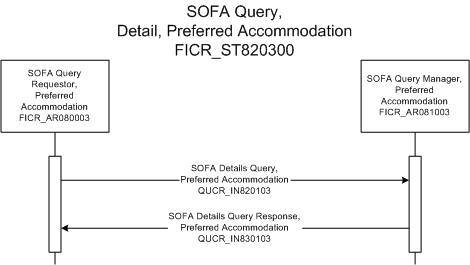 SOFA Query,
Detail, Preferred Accommodation
FICR_ST820300
SOFA Query
Requestor,
Preferred
Accommodation
FICR_AR080003
SOFA Query Manager,
Preferred
Accommodation
FICR_AR081003
SOFA Details Query,
Preferred Accommodation
QUCR_IN820103
SOFA Details Query Response,
Preferred Accommodation
QUCR_IN830103